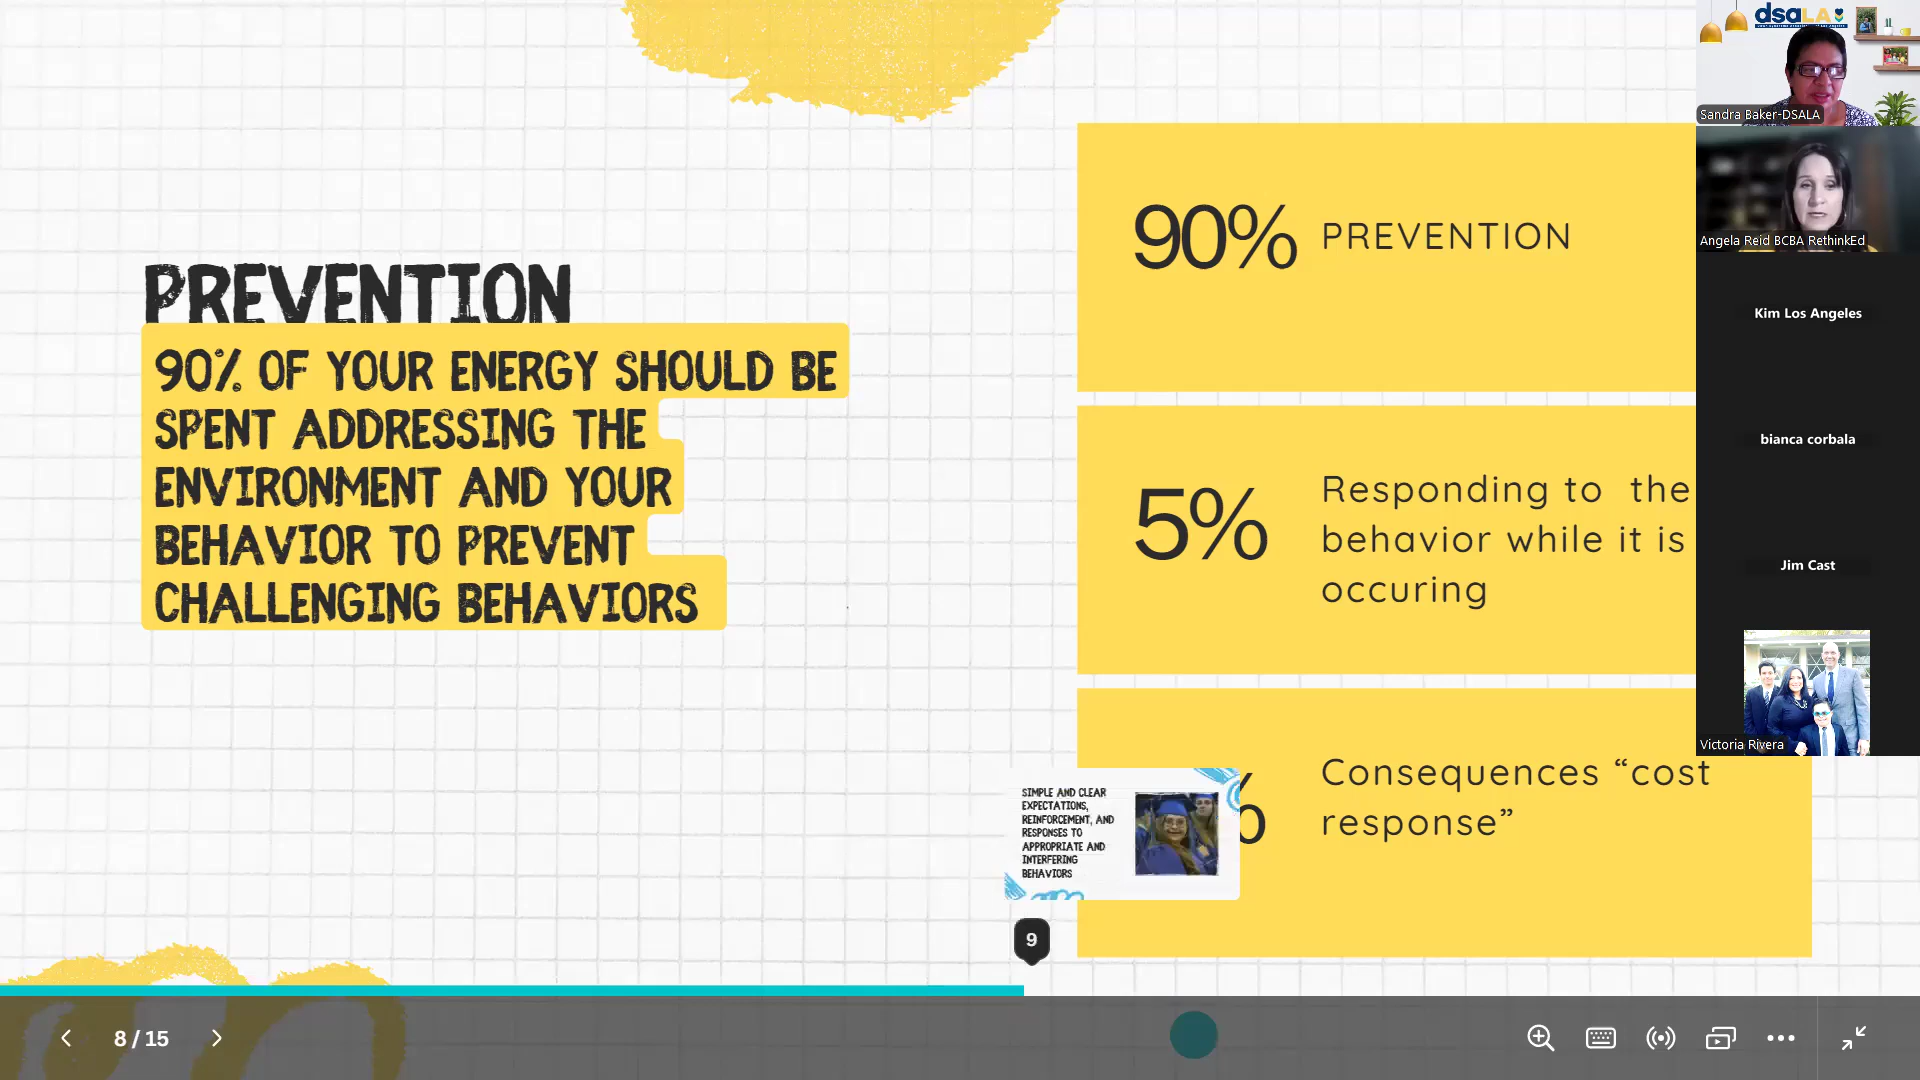 PREVENTION
90% OF YOUR ENERGY SHOULD BE
SPENT ADDRESSING THE
ENVIRONMENT AND YOUR
BEHAVIOR TO PREVENT
CHALLENGING BEHAVIORS
90% PREVENTION
5%
Responding to the
behavior while it is
occuring
%
Consequences “cost
response”
SIMPLE AND CLEAR
EXPECTATIONS,
REINFORCEMENT, AND
RESPONSES TO
APPROPRIATE AND
INTERFERING
BEHAVIORS
9
8 / 15
dsaLA
Sandra Baker-DSALA
Angela Reid BCBA RethinkEd
Kim Los Angeles
bianca corbala
Jim Cast
Victoria Rivera